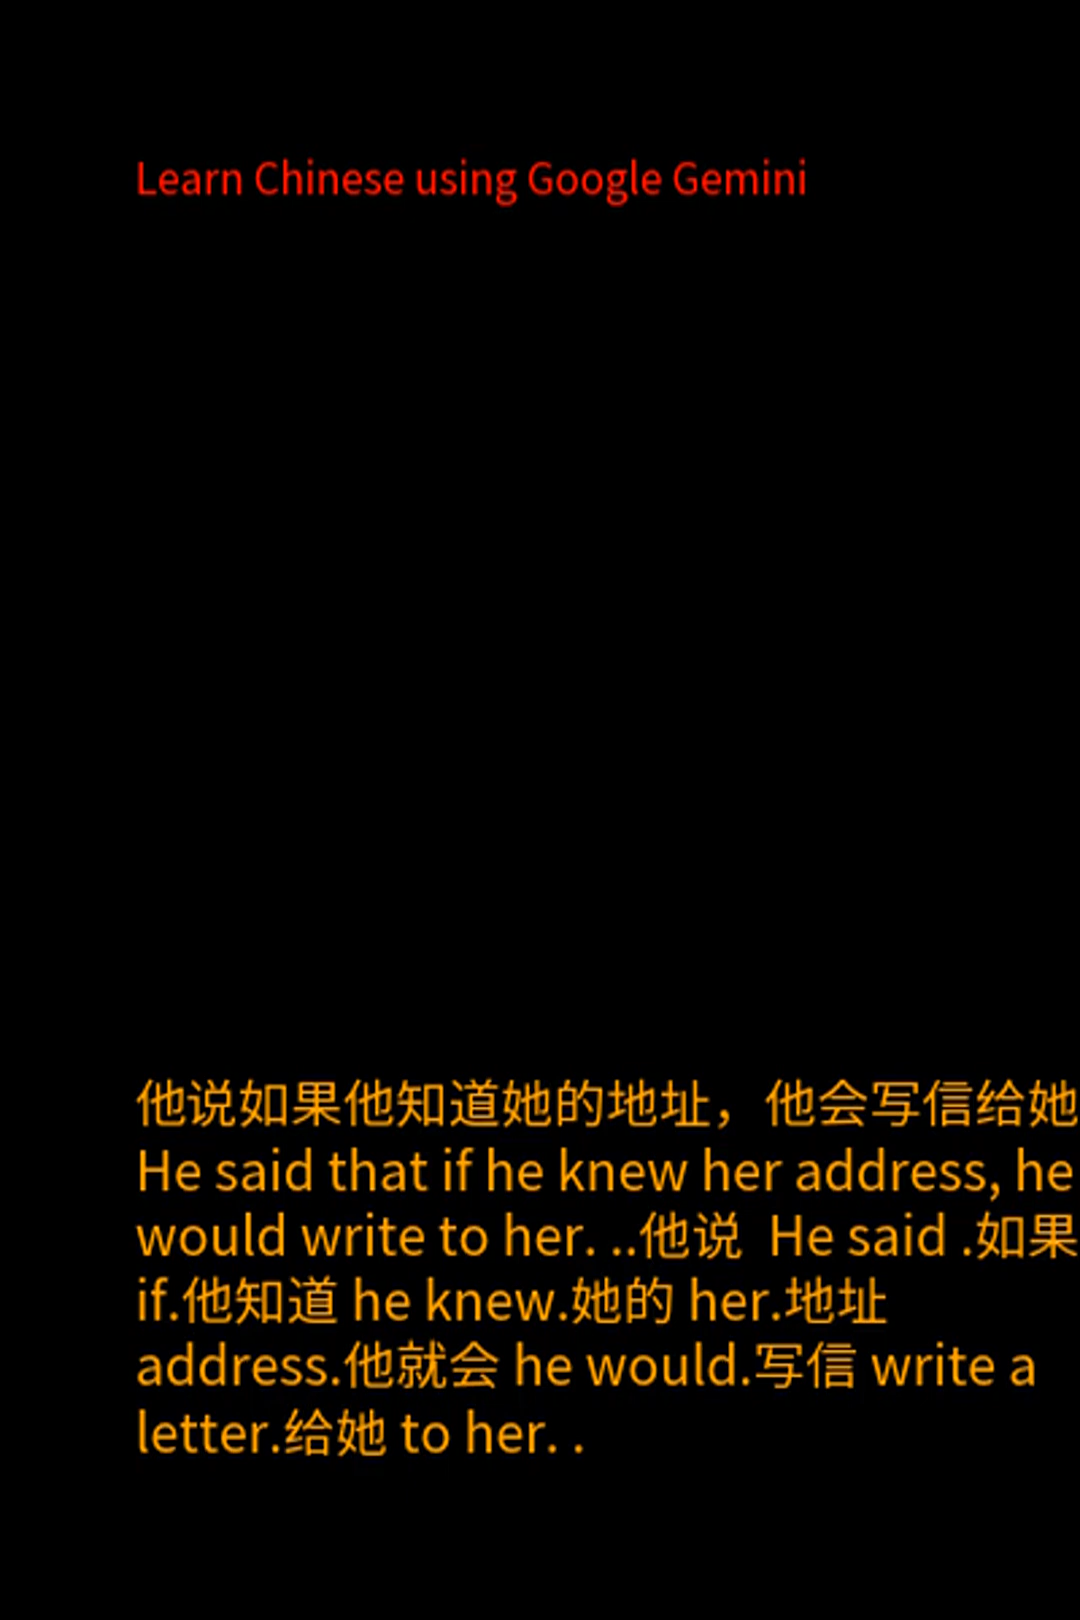 Learn Chinese using Google Gemini
他说如果他知道她的地址，他会写信给她
He said that if he knew her address, he
would write to her. ..他说  He said .如果
if.他知道 he knew.她的 her.地址
address.他就会 he would.写信 write a
letter.给她 to her. .